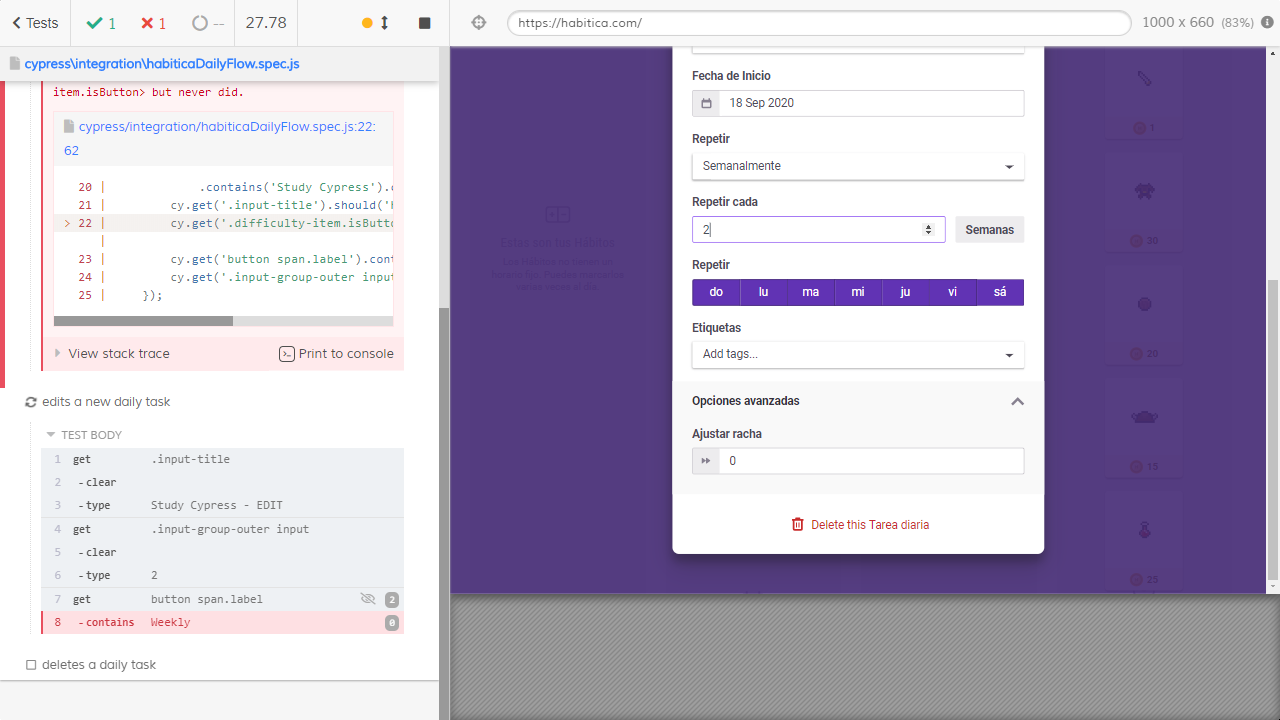 Tests 1 1 -- 27.78
https://habitica.com/ 1000 x 660 (83%)
cypress\integration\habiticaDailyFlow.spec.js
item.isButton> but never did.
cypress/integration/habiticaDailyFlow.spec.js:22:
62
20 | .contains('Study Cypress').c
21 | cy.get('.input-title').should('h
> 22 | cy.get('.difficulty-item.isButto
|
23 | cy.get('button span.label').cont
24 | cy.get('.input-group-outer input
25 | });
View stack trace Print to console
edits a new daily task
TEST BODY
1 get .input-title
2 -clear
3 -type Study Cypress - EDIT
4 get .input-group-outer input
5 -clear
6 -type 2
7 get button span.label 2
8 -contains Weekly 0
deletes a daily task
Fecha de Inicio
18 Sep 2020
Repetir
Semanalmente
Repetir cada
2 Semanas
Repetir
do lu ma mi ju vi sá
Etiquetas
Add tags...
Opciones avanzadas
Ajustar racha
0
Delete this Tarea diaria
Estos son tus Hábitos
1
30
20
15
25